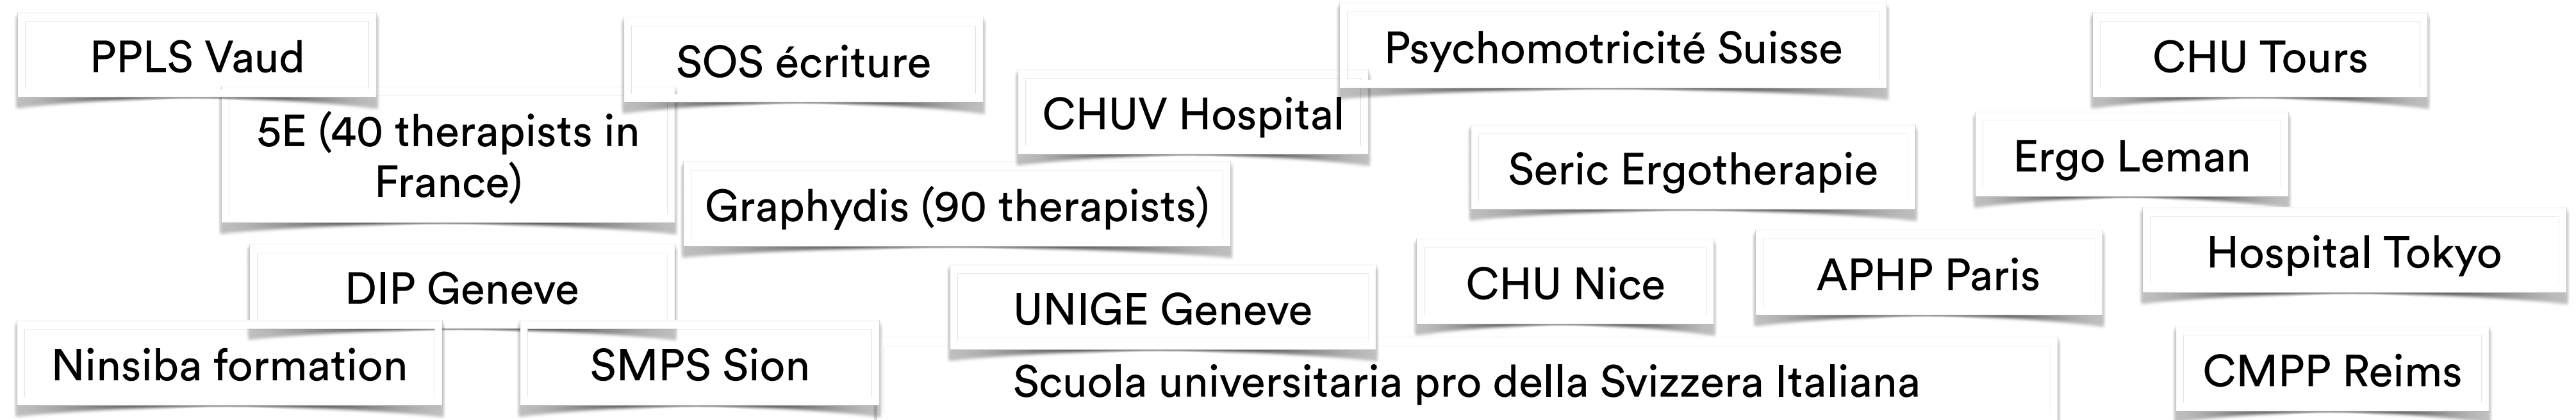 PPLS Vaud
SOS écriture
Psychomotricité Suisse
CHU Tours
5E (40 therapists in
France)
CHUV Hospital
Graphydis (90 therapists)
Seric Ergotherapie
Ergo Leman
DIP Geneve
UNIGE Geneve
CHU Nice
APHP Paris
Hospital Tokyo
Ninsiba formation
SMPS Sion
Scuola universitaria pro della Svizzera Italiana
CMPP Reims